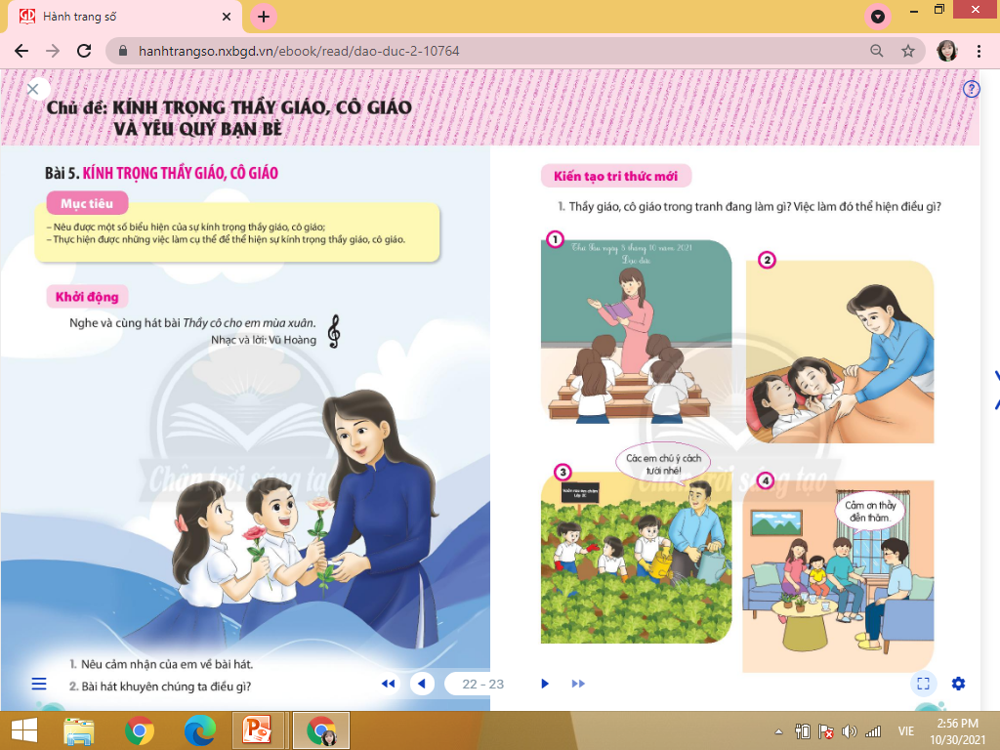 Hành trang số
hanhtrangso.nxbgd.vn/ebook/read/dao-duc-2-10764
Chủ đề: KÍNH TRỌNG THẦY GIÁO, CÔ GIÁO
VÀ YÊU QUÝ BẠN BÈ
Bài 5. KÍNH TRỌNG THẦY GIÁO, CÔ GIÁO
Mục tiêu
– Nêu được một số biểu hiện của sự kính trọng thầy giáo, cô giáo;
– Thực hiện được những việc làm cụ thể để thể hiện sự kính trọng thầy giáo, cô giáo.
Khởi động
Nghe và cùng hát bài Thầy cô cho em mùa xuân.
Nhạc và lời: Vũ Hoàng
Chân trời sáng tạo
1. Nêu cảm nhận của em về bài hát.
2. Bài hát khuyên chúng ta điều gì?
22 – 23
Kiến tạo tri thức mới
1. Thầy giáo, cô giáo trong tranh đang làm gì? Việc làm đó thể hiện điều gì?
1
Thứ Sáu ngày 8 tháng 10 năm 2021
Đạo đức
2
Chân trời sáng tạo
Các em chú ý cách
tưới nhé!
3
4
Cảm ơn thầy
đến thăm.
VIE
2:56 PM
10/30/2021